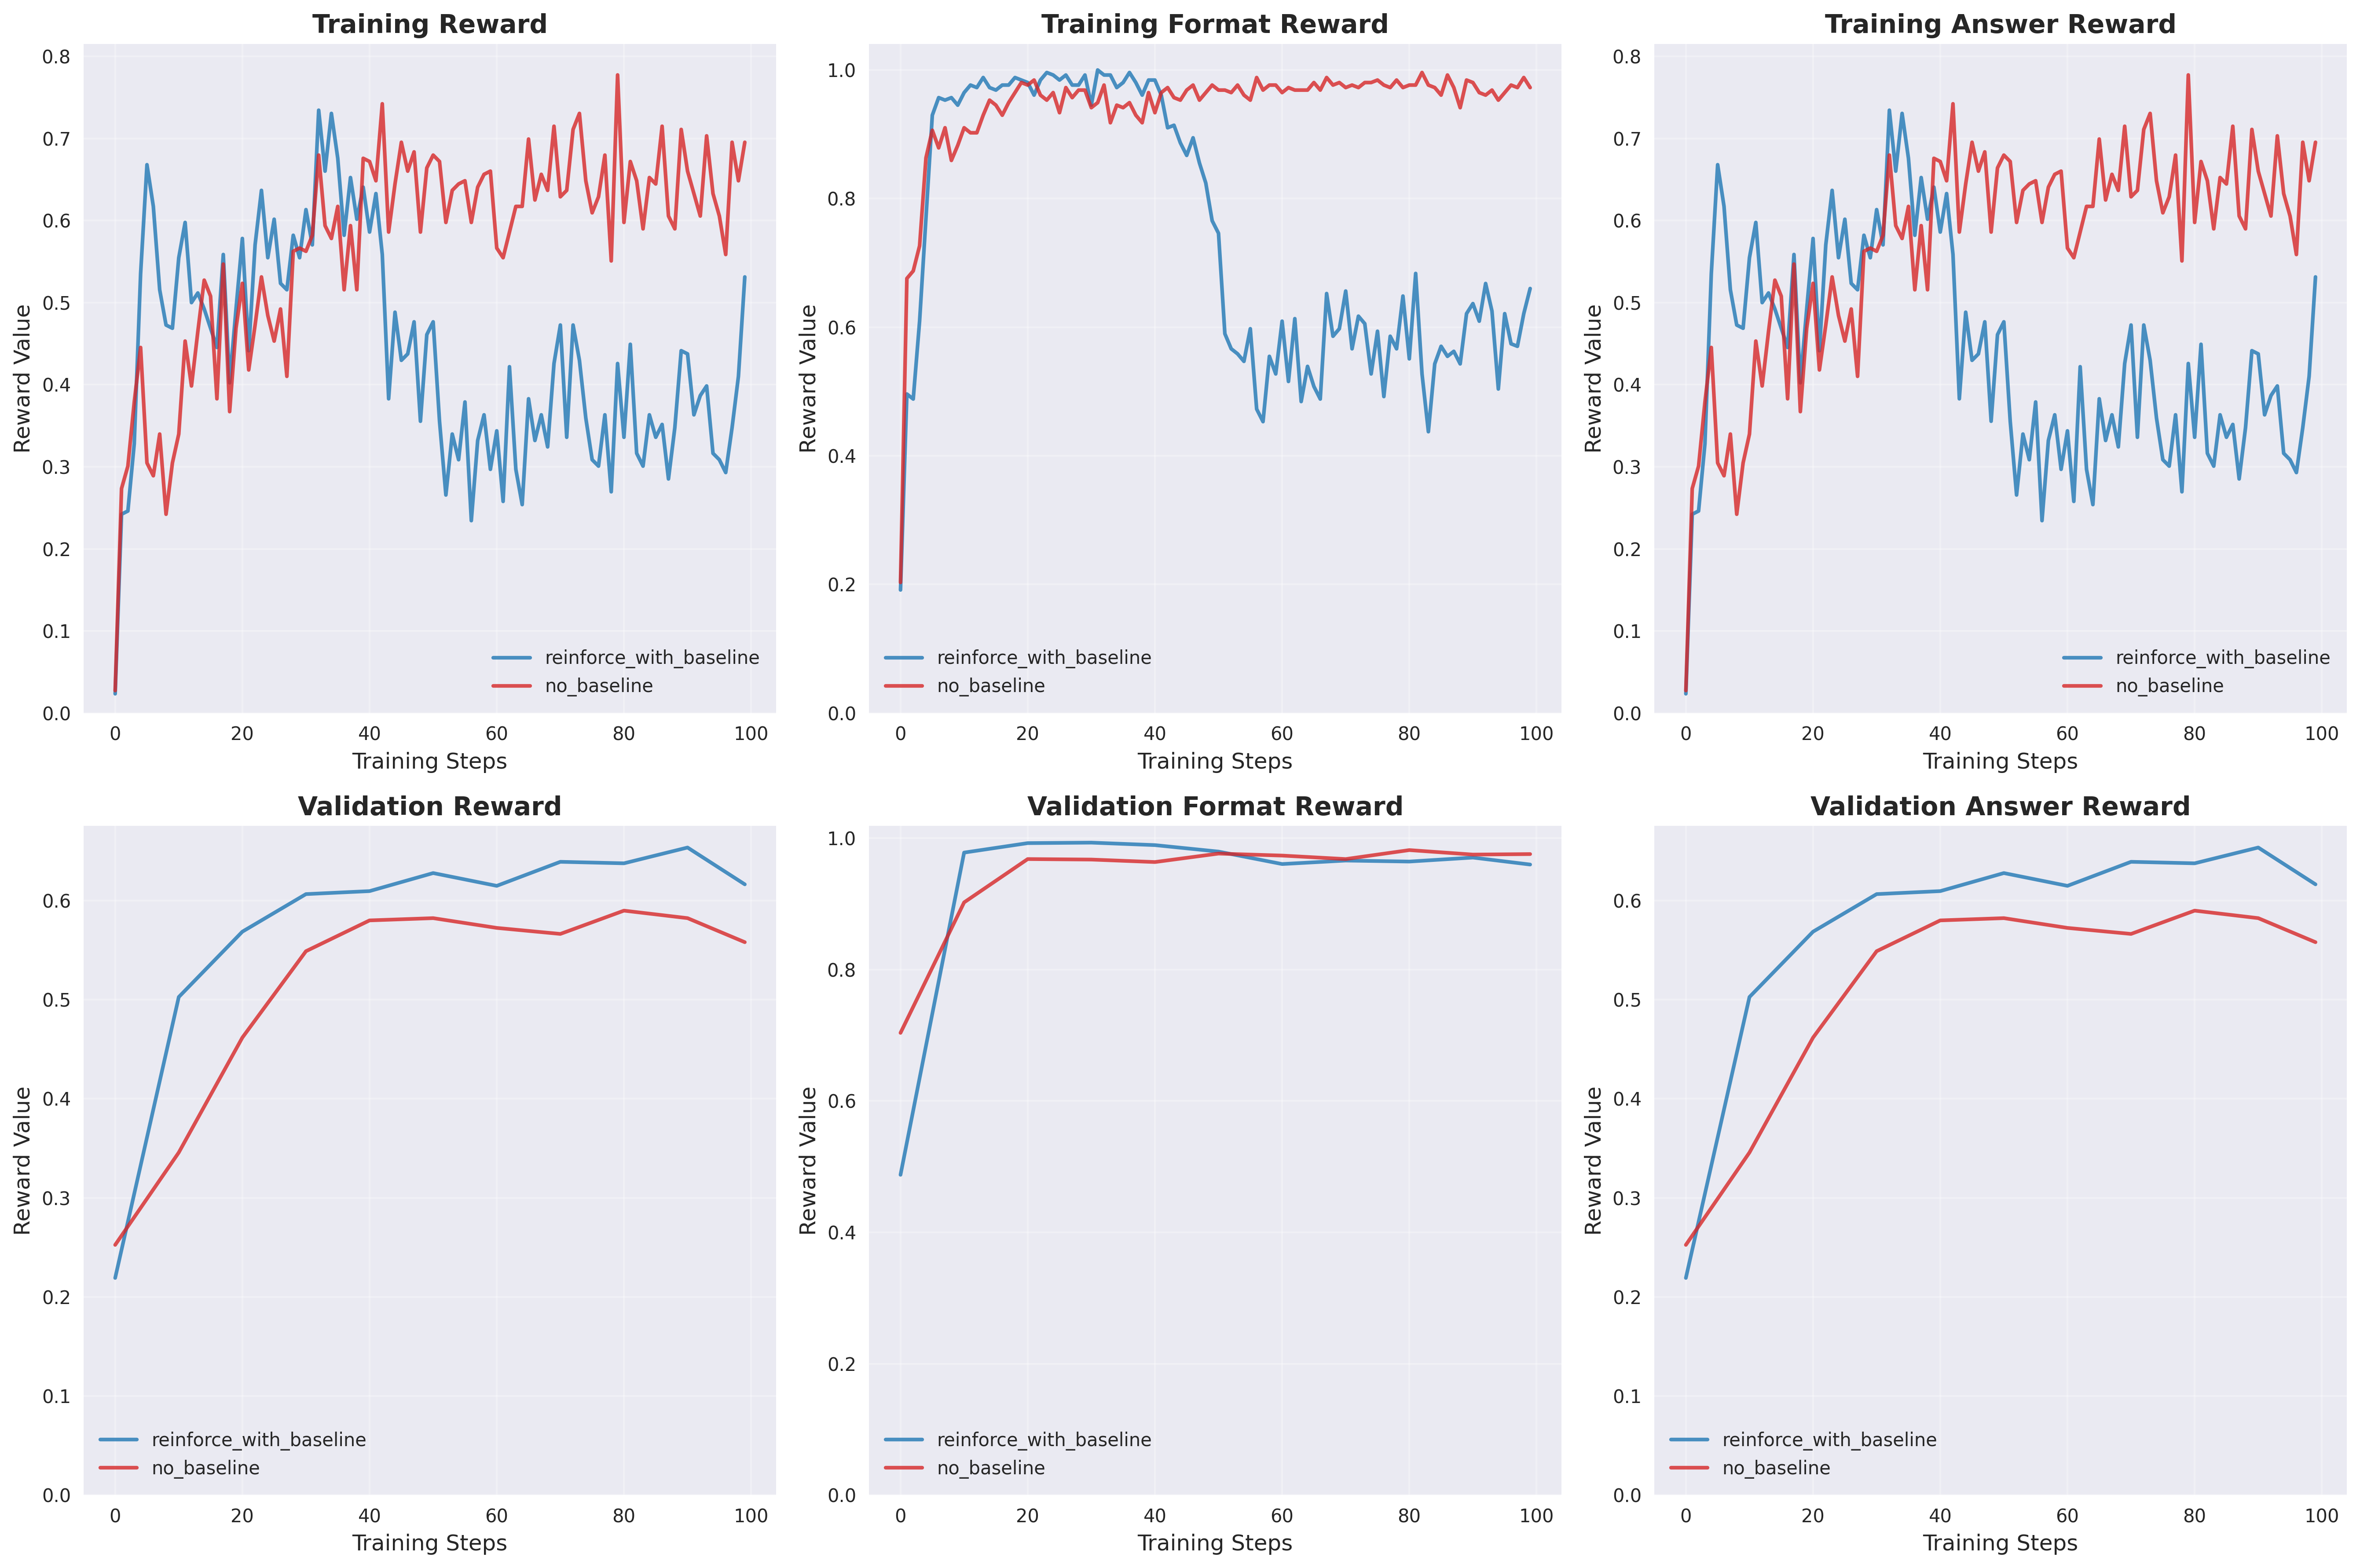 Training Reward
Reward Value
0.8
0.7
0.6
0.5
0.4
0.3
0.2
0.1
0.0
reinforce_with_baseline
no_baseline
0 20 40 60 80 100
Training Steps
Training Format Reward
Reward Value
1.0
0.8
0.6
0.4
0.2
0.0
reinforce_with_baseline
no_baseline
0 20 40 60 80 100
Training Steps
Training Answer Reward
Reward Value
0.8
0.7
0.6
0.5
0.4
0.3
0.2
0.1
0.0
reinforce_with_baseline
no_baseline
0 20 40 60 80 100
Training Steps
Validation Reward
Reward Value
0.6
0.5
0.4
0.3
0.2
0.1
0.0
reinforce_with_baseline
no_baseline
0 20 40 60 80 100
Training Steps
Validation Format Reward
Reward Value
1.0
0.8
0.6
0.4
0.2
0.0
reinforce_with_baseline
no_baseline
0 20 40 60 80 100
Training Steps
Validation Answer Reward
Reward Value
0.6
0.5
0.4
0.3
0.2
0.1
0.0
reinforce_with_baseline
no_baseline
0 20 40 60 80 100
Training Steps